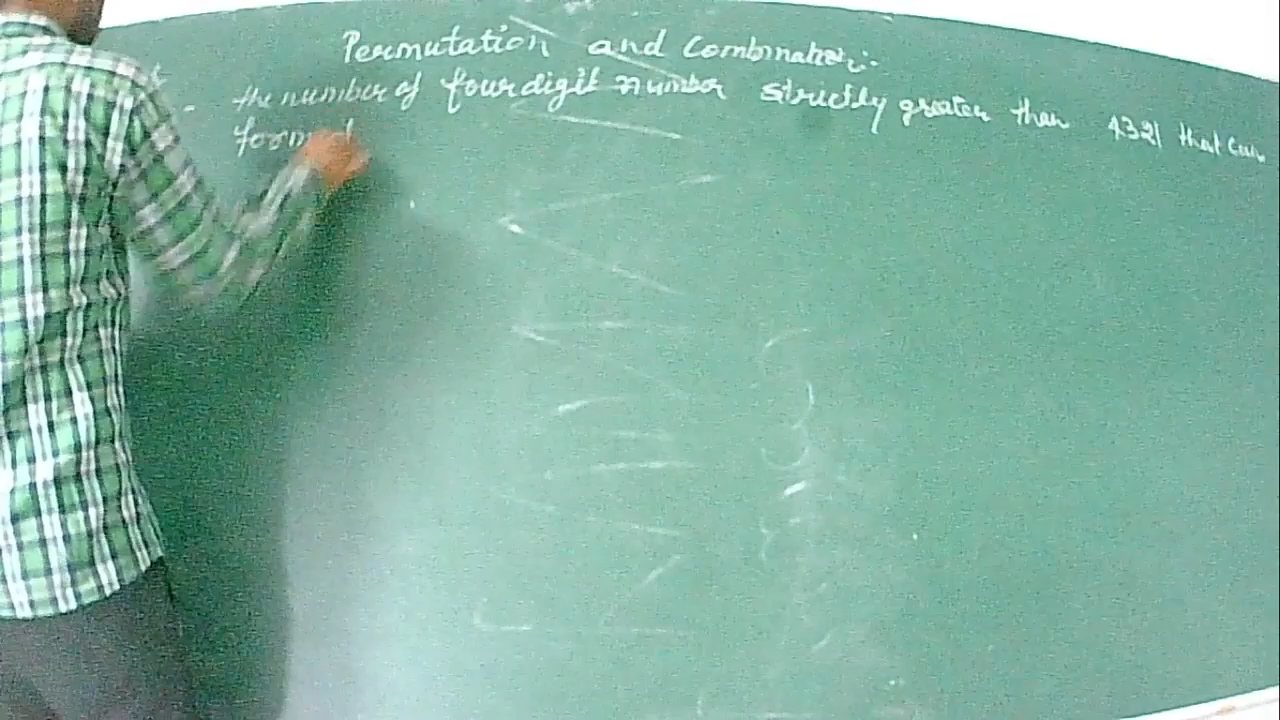 Permutation and Combination:-
- the number of four digit number strictly greater than 4321 that can
formed